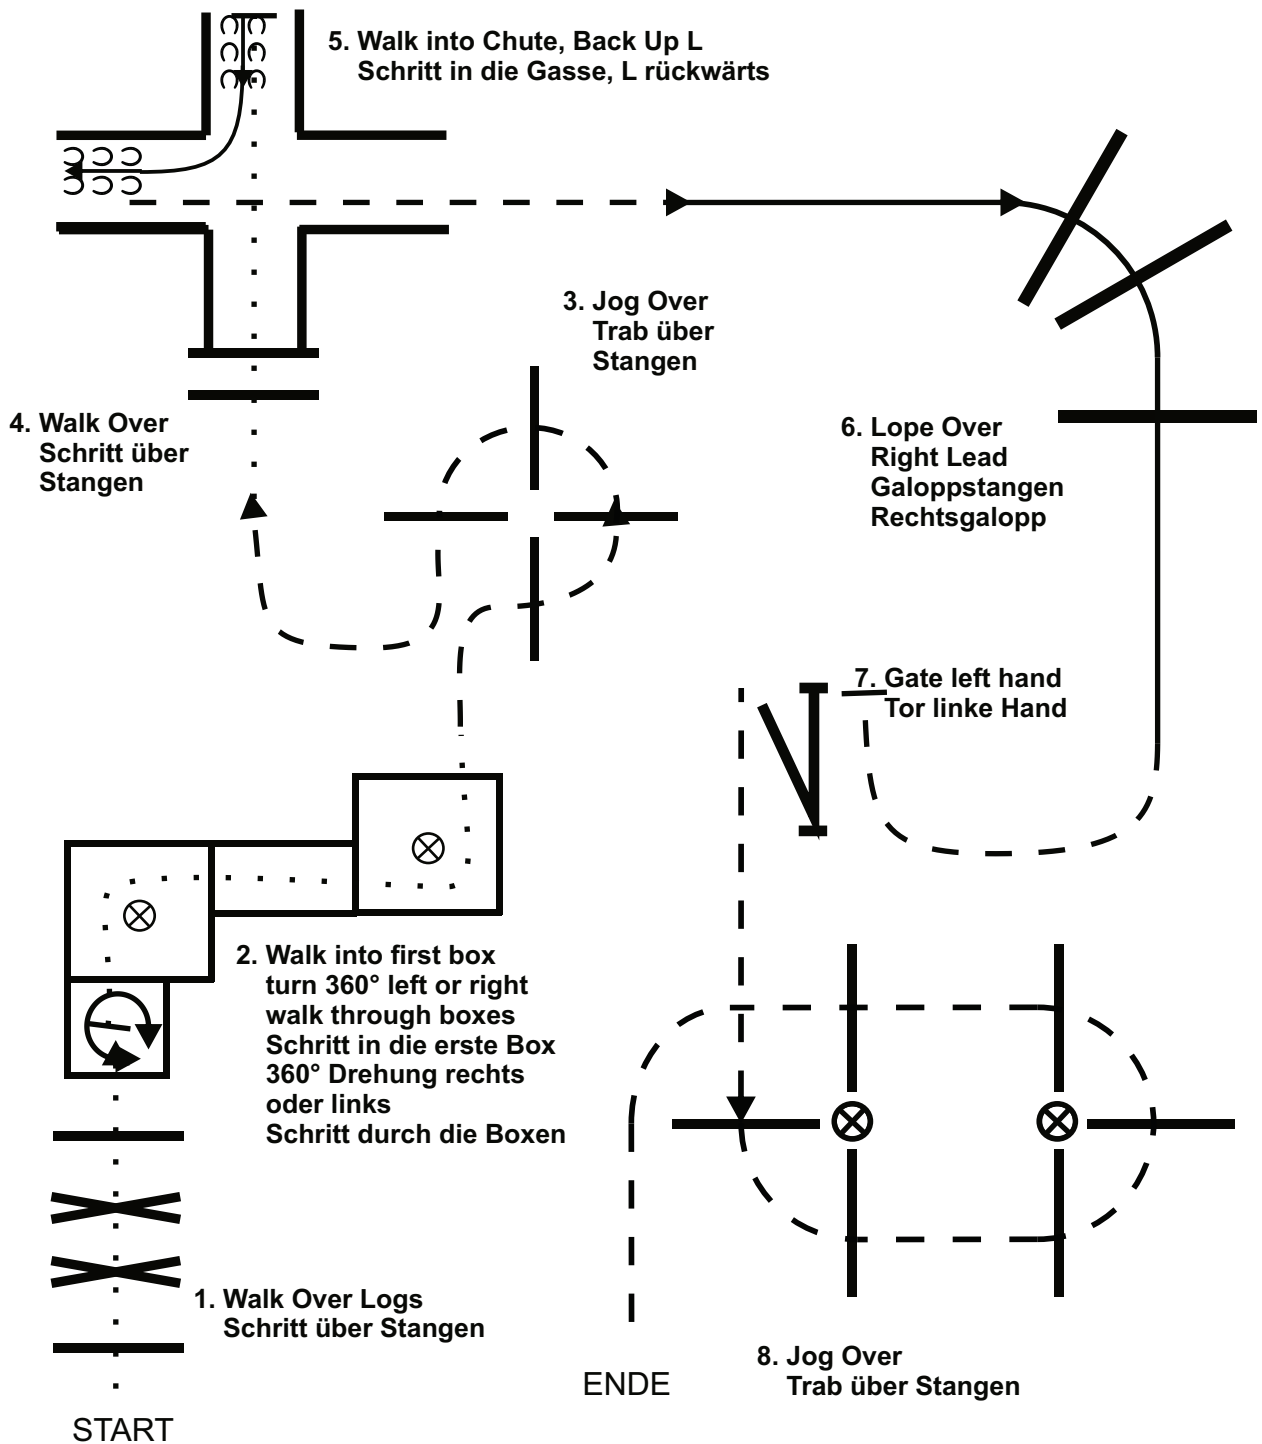 5. Walk into Chute, Back Up L
Schritt in die Gasse, L rückwärts
3. Jog Over
Trab über
Stangen
4. Walk Over
Schritt über
Stangen
6. Lope Over
Right Lead
Galoppstangen
Rechtsgalopp
7. Gate left hand
Tor linke Hand
2. Walk into first box
turn 360° left or right
walk through boxes
Schritt in die erste Box
360° Drehung rechts
oder links
Schritt durch die Boxen
1. Walk Over Logs
Schritt über Stangen
8. Jog Over
Trab über Stangen
ENDE
START